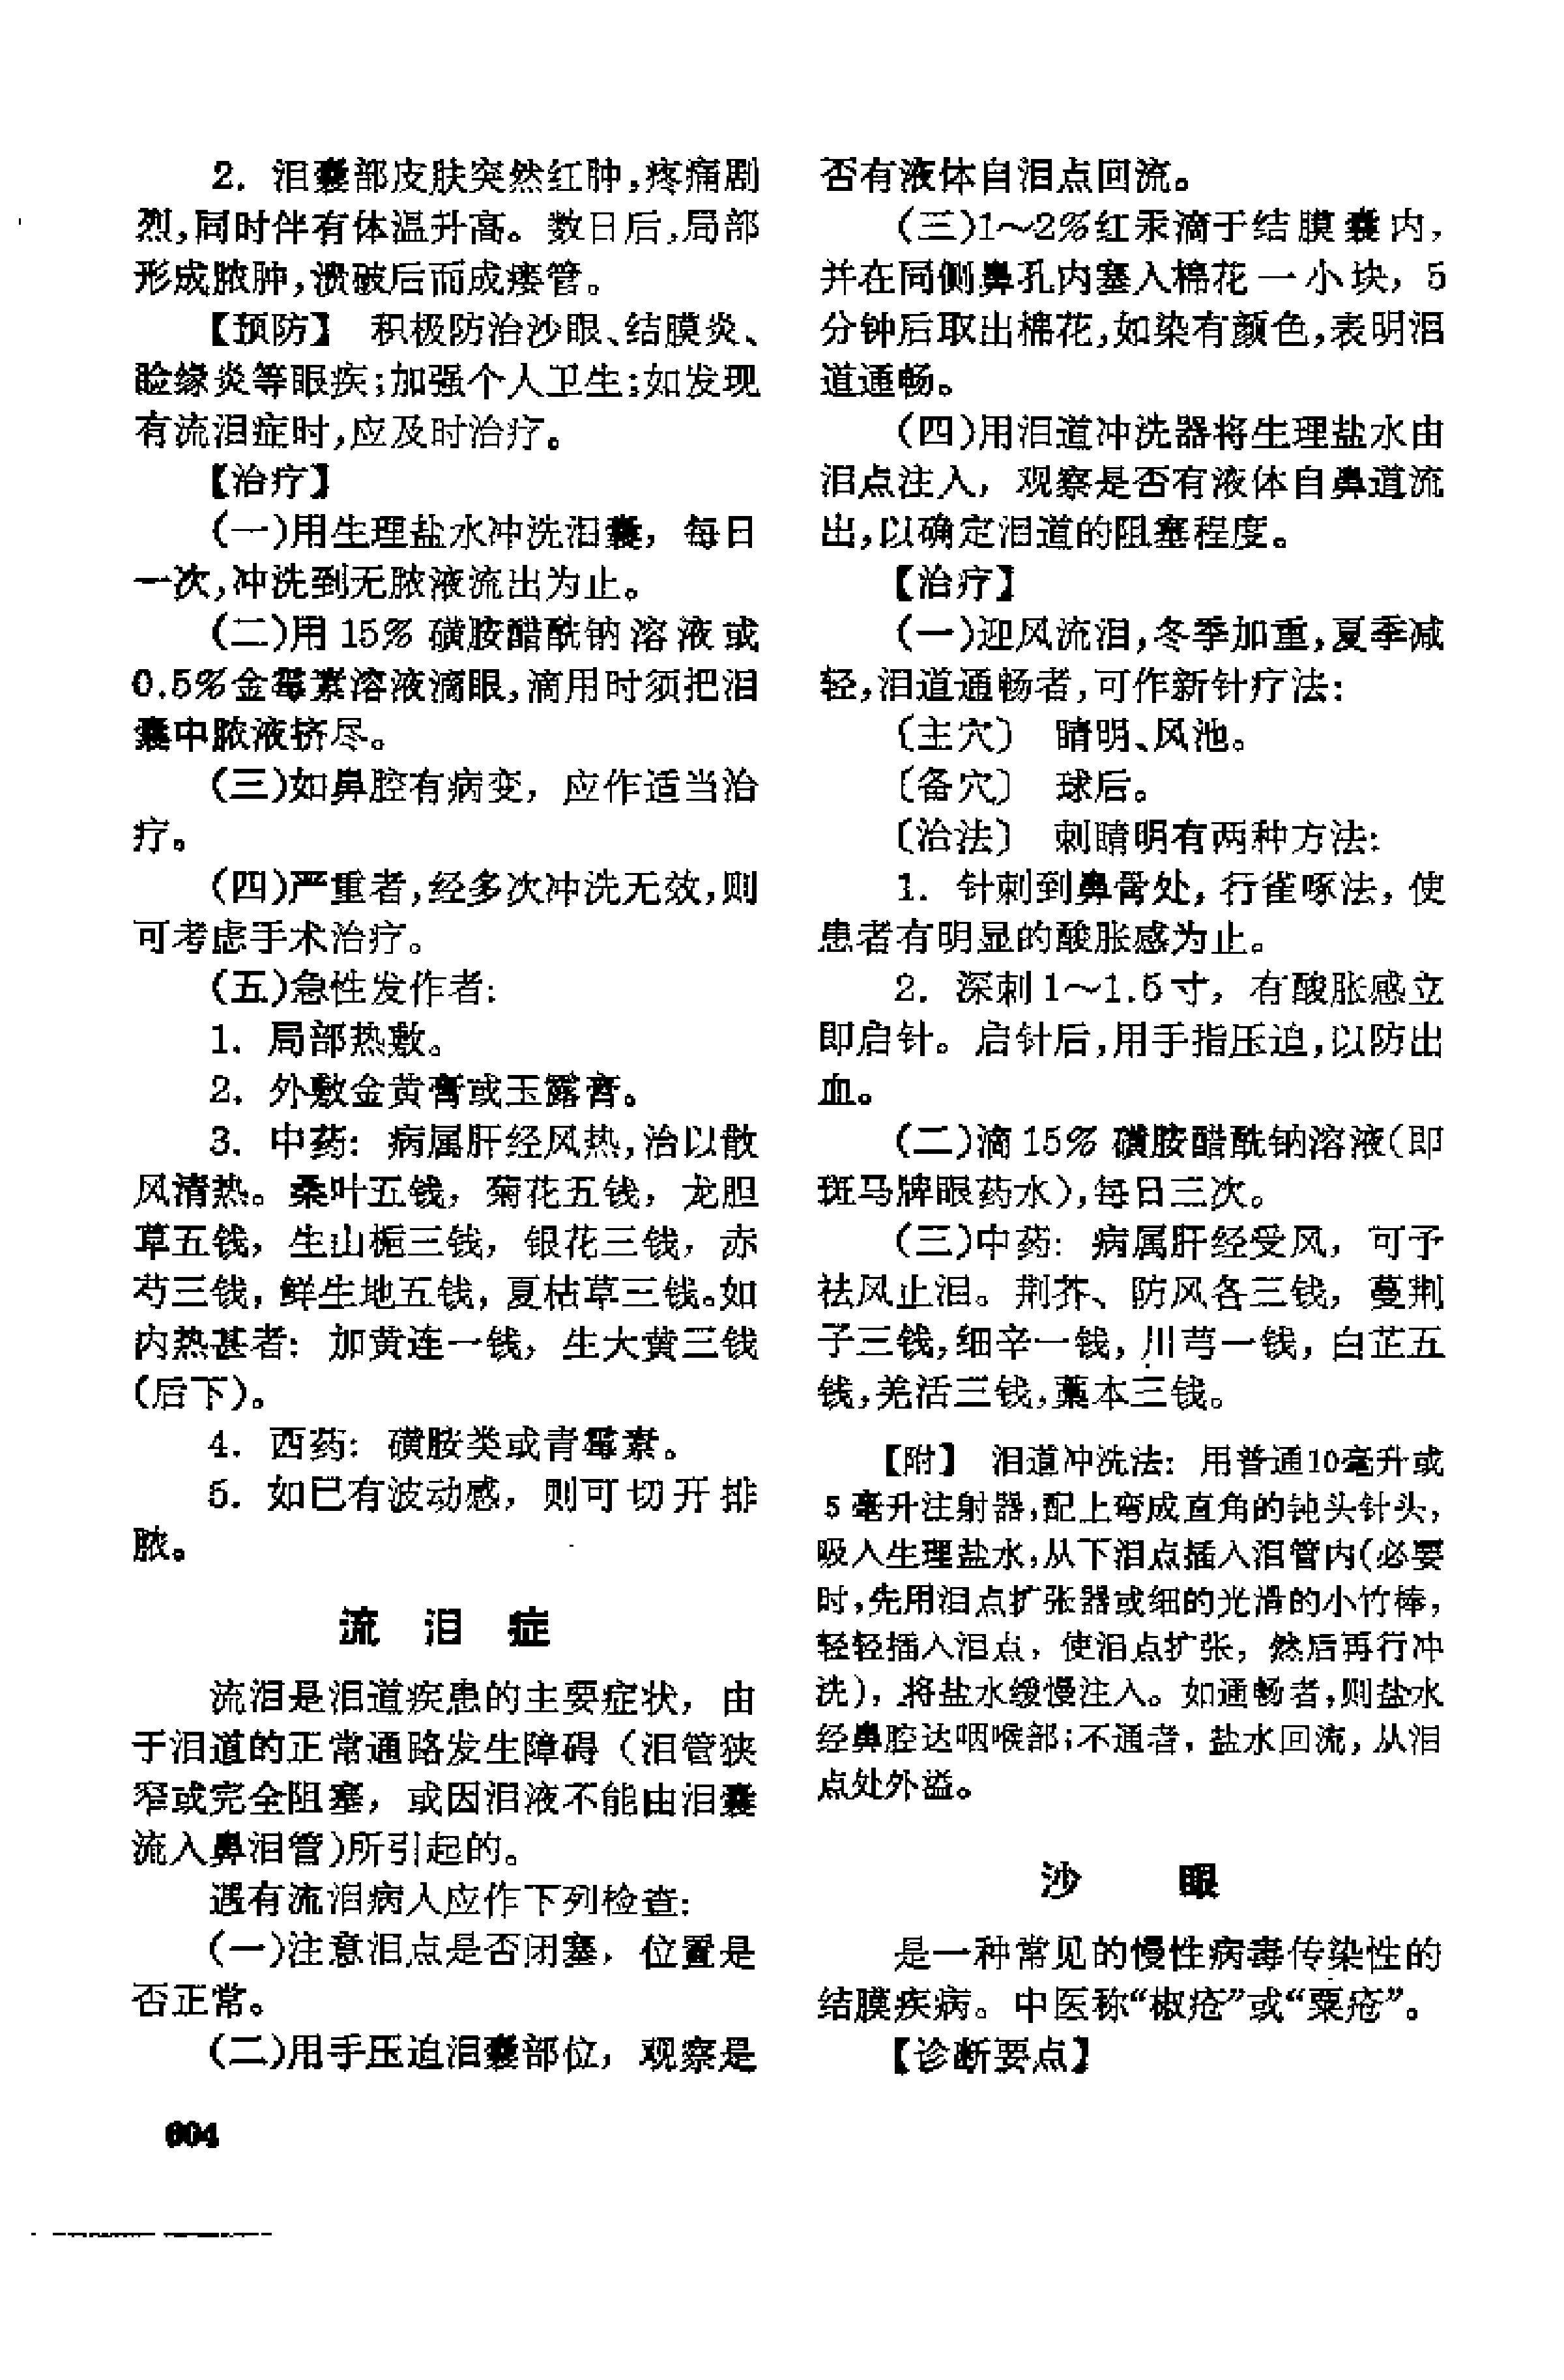 2. 泪囊部皮肤突然红肿,疼痛剧
烈,同时伴有体温升高。数日后,局部
形成脓肿,溃破后而成瘘管。
【预防】 积极防治沙眼、结膜炎、
睑缘炎等眼疾;加强个人卫生;如发现
有流泪症时,应及时治疗。
【治疗】
(一)用生理盐水冲洗泪囊，每日
一次,冲洗到无脓液流出为止。
(二)用15%磺胺醋酰钠溶液或
0.5%金霉素溶液滴眼,滴用时须把泪
囊中脓液挤尽。
(三)如鼻腔有病变，应作适当治
疗。
(四)严重者,经多次冲洗无效,则
可考虑手术治疗。
(五)急性发作者:
1. 局部热敷。
2. 外敷金黄膏或玉露膏。
3. 中药: 病属肝经风热,治以散
风清热。桑叶五钱，菊花五钱，龙胆
草五钱，生山栀三钱，银花三钱，赤
芍三钱，鲜生地五钱，夏枯草三钱。如
内热甚者: 加黄连一钱，生大黄三钱
(后下)。
4. 西药: 磺胺类或青霉素。
5. 如已有波动感，则可切开排
脓。
流 泪 症
流泪是泪道疾患的主要症状，由
于泪道的正常通路发生障碍（泪管狭
窄或完全阻塞，或因泪液不能由泪囊
流入鼻泪管)所引起的。
遇有流泪病人应作下列检查:
(一)注意泪点是否闭塞，位置是
否正常。
(二)用手压迫泪囊部位，观察是
604
否有液体自泪点回流。
(三)1～2%红汞滴于结膜囊内，
并在同侧鼻孔内塞入棉花一小块，5
分钟后取出棉花,如染有颜色,表明泪
道通畅。
(四)用泪道冲洗器将生理盐水由
泪点注入，观察是否有液体自鼻道流
出,以确定泪道的阻塞程度。
【治疗】
(一)迎风流泪,冬季加重,夏季减
轻,泪道通畅者,可作新针疗法:
〔主穴〕 睛明、风池。
〔备穴〕 球后。
〔治法〕 刺睛明有两种方法:
1. 针刺到鼻骨处，行雀啄法，使
患者有明显的酸胀感为止。
2. 深刺1～1.5寸，有酸胀感立
即启针。启针后,用手指压迫,以防出
血。
(二)滴15%磺胺醋酰钠溶液(即
斑马牌眼药水),每日三次。
(三)中药: 病属肝经受风，可予
祛风止泪。荆芥、防风各三钱，蔓荆
子三钱,细辛一钱，川芎一钱，白芷五
钱,羌活三钱,藁本三钱。
【附】 泪道冲洗法: 用普通10毫升或
5毫升注射器,配上弯成直角的钝头针头，
吸入生理盐水,从下泪点插入泪管内(必要
时,先用泪点扩张器或细的光滑的小竹棒，
轻轻插入泪点，使泪点扩张，然后再行冲
洗)，将盐水缓慢注入。如通畅者,则盐水
经鼻腔达咽喉部;不通者，盐水回流，从泪
点处外溢。
沙 眼
是一种常见的慢性病毒传染性的
结膜疾病。中医称“椒疮”或“粟疮”。
【诊断要点】